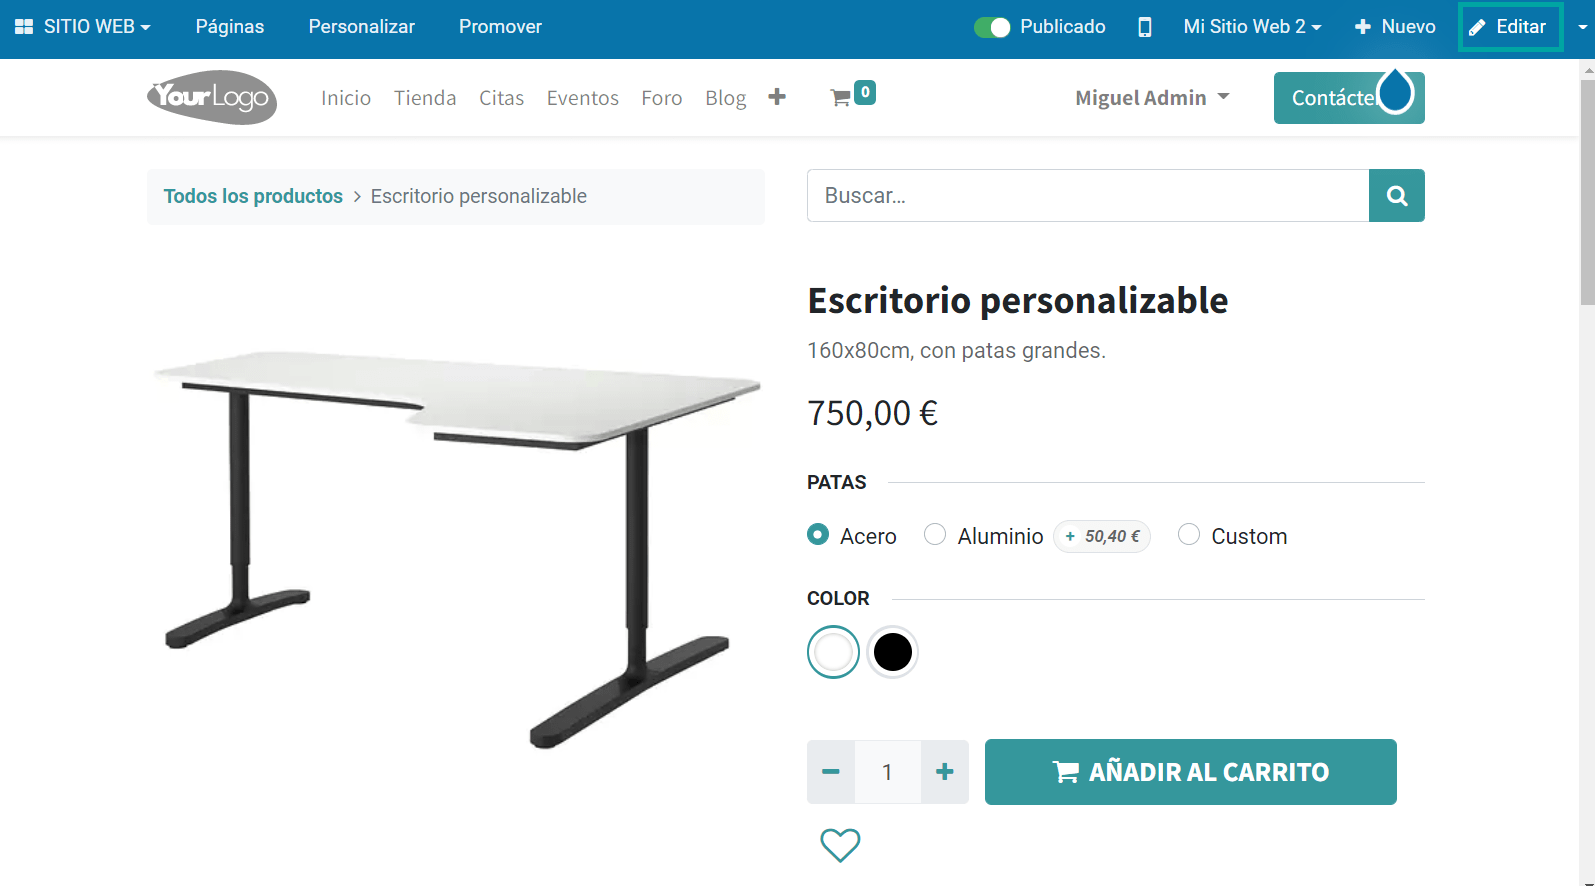 SITIO WEB Páginas Personalizar Promover Publicado Mi Sitio Web 2 Nuevo Editar
YourLogo Inicio Tienda Citas Eventos Foro Blog 0 Miguel Admin
Todos los productos > Escritorio personalizable
Buscar...
Escritorio personalizable
160x80cm, con patas grandes.
750,00 €
PATAS
Acero Aluminio + 50,40 € Custom
COLOR
1 AÑADIR AL CARRITO